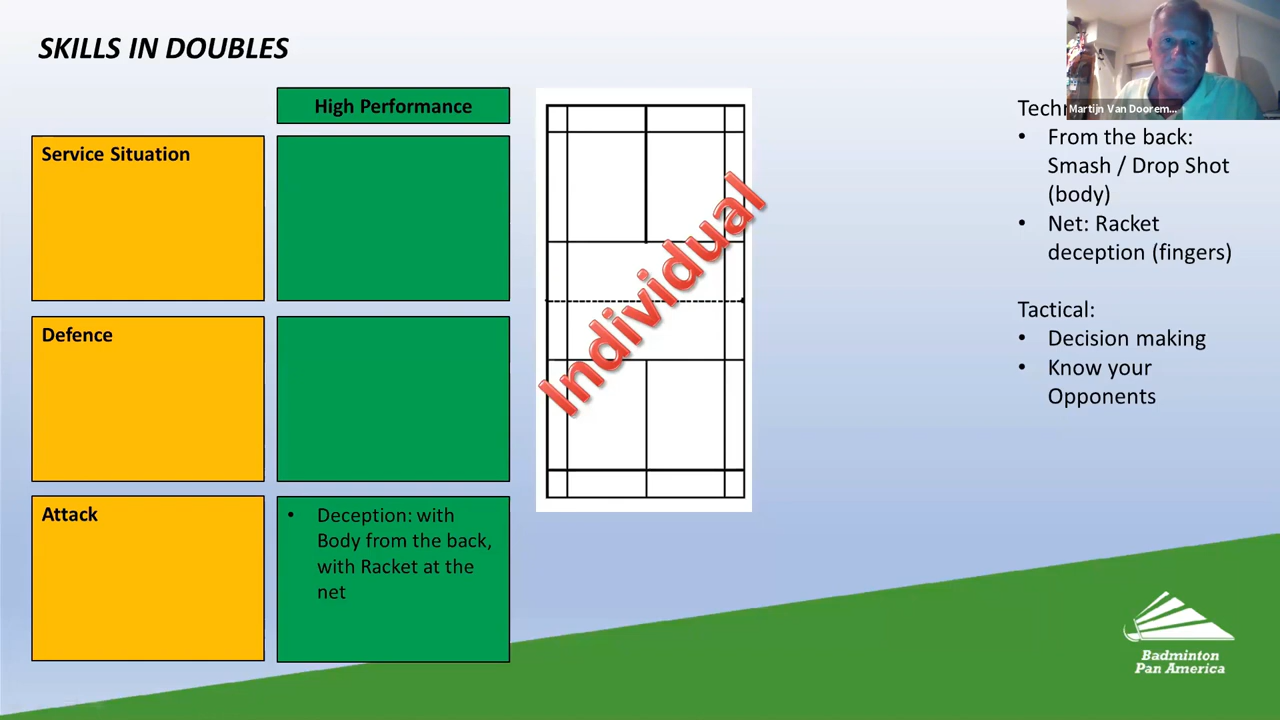 SKILLS IN DOUBLES
High Performance
Service Situation
Defence
Attack
• Deception: with
Body from the back,
with Racket at the
net
Individual
Martijn Van Doorem...
• From the back:
Smash / Drop Shot
(body)
• Net: Racket
deception (fingers)
Tactical:
• Decision making
• Know your
Opponents
Badminton
Pan America